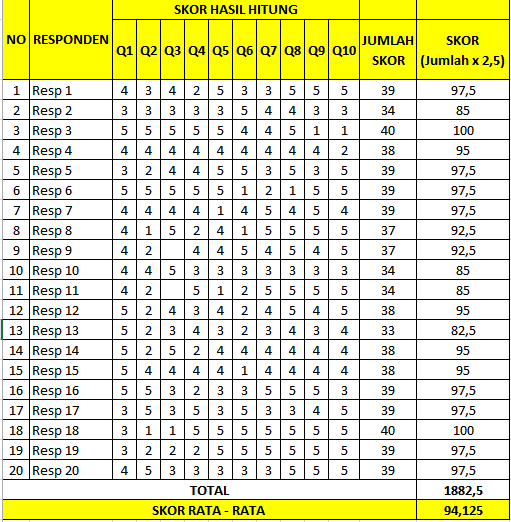 SKOR HASIL HITUNG
NO RESPONDEN Q1 Q2 Q3 Q4 Q5 Q6 Q7 Q8 Q9 Q10 JUMLAH SKOR SKOR (Jumlah x 2,5)
1 Resp 1 4 3 4 2 5 3 3 5 5 5 39 97,5
2 Resp 2 3 3 3 3 3 5 4 4 3 3 34 85
3 Resp 3 5 5 5 5 5 4 4 5 1 1 40 100
4 Resp 4 4 4 4 4 4 4 4 4 4 2 38 95
5 Resp 5 3 2 4 4 5 5 3 5 3 5 39 97,5
6 Resp 6 5 5 5 5 5 1 2 1 5 5 39 97,5
7 Resp 7 4 4 4 4 1 4 5 4 5 4 39 97,5
8 Resp 8 4 1 5 2 4 1 5 5 5 5 37 92,5
9 Resp 9 4 2 4 4 5 4 5 4 5 37 92,5
10 Resp 10 4 4 5 3 3 3 3 3 3 3 34 85
11 Resp 11 4 2 5 1 2 5 5 5 5 34 85
12 Resp 12 5 2 4 3 4 2 4 5 4 5 38 95
13 Resp 13 5 2 3 4 3 2 3 4 3 4 33 82,5
14 Resp 14 5 2 5 2 4 4 4 4 4 4 38 95
15 Resp 15 5 4 4 4 4 1 4 4 4 4 38 95
16 Resp 16 5 5 3 2 3 3 5 5 5 3 39 97,5
17 Resp 17 3 5 3 5 3 5 3 3 4 5 39 97,5
18 Resp 18 3 1 1 5 5 5 5 5 5 5 40 100
19 Resp 19 3 2 2 2 5 5 5 5 5 5 39 97,5
20 Resp 20 4 5 3 3 3 3 3 5 5 5 39 97,5
TOTAL 1882,5
SKOR RATA - RATA 94,125